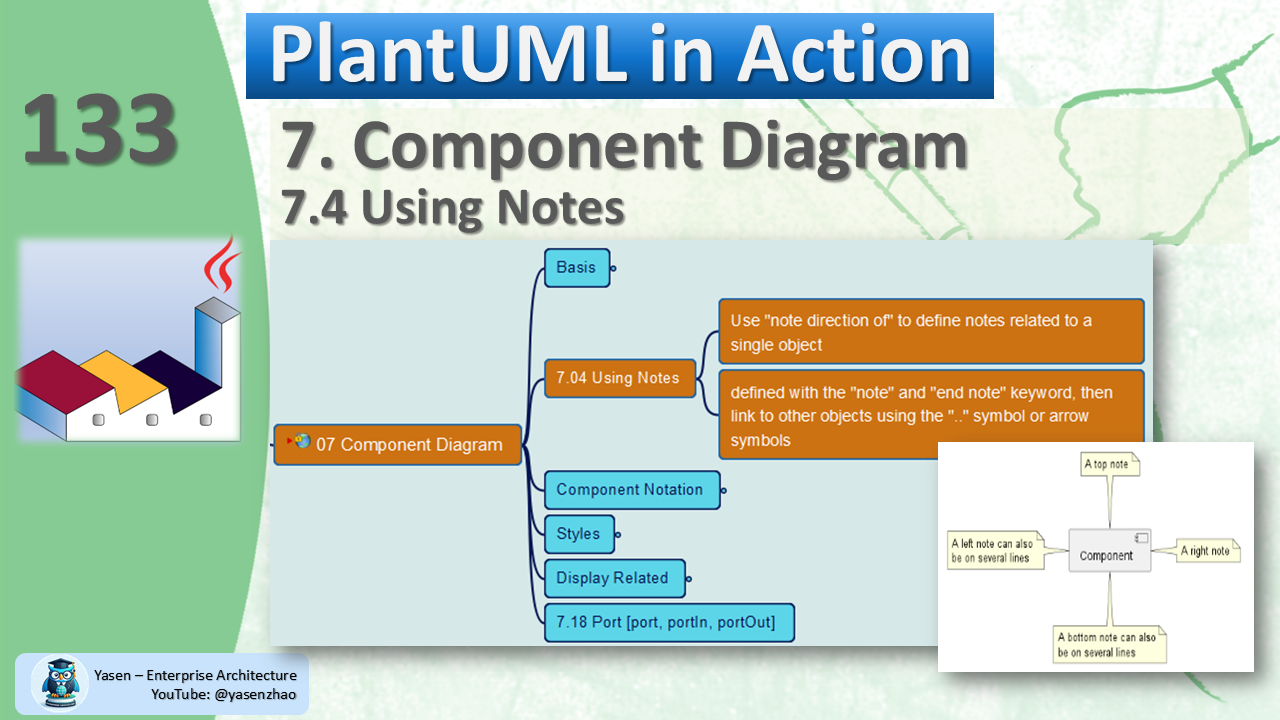 PlantUML in Action
133
7. Component Diagram
7.4 Using Notes
Basis
Use "note direction of" to define notes related to a
single object
7.04 Using Notes
defined with the "note" and "end note" keyword, then
link to other objects using the ".." symbol or arrow
symbols
07 Component Diagram
Component Notation
Styles
Display Related
7.18 Port [port, portIn, portOut]
A top note
A left note can also
be on several lines
Component
A right note
A bottom note can also
be on several lines
Yasen – Enterprise Architecture
YouTube: @yasenzhao